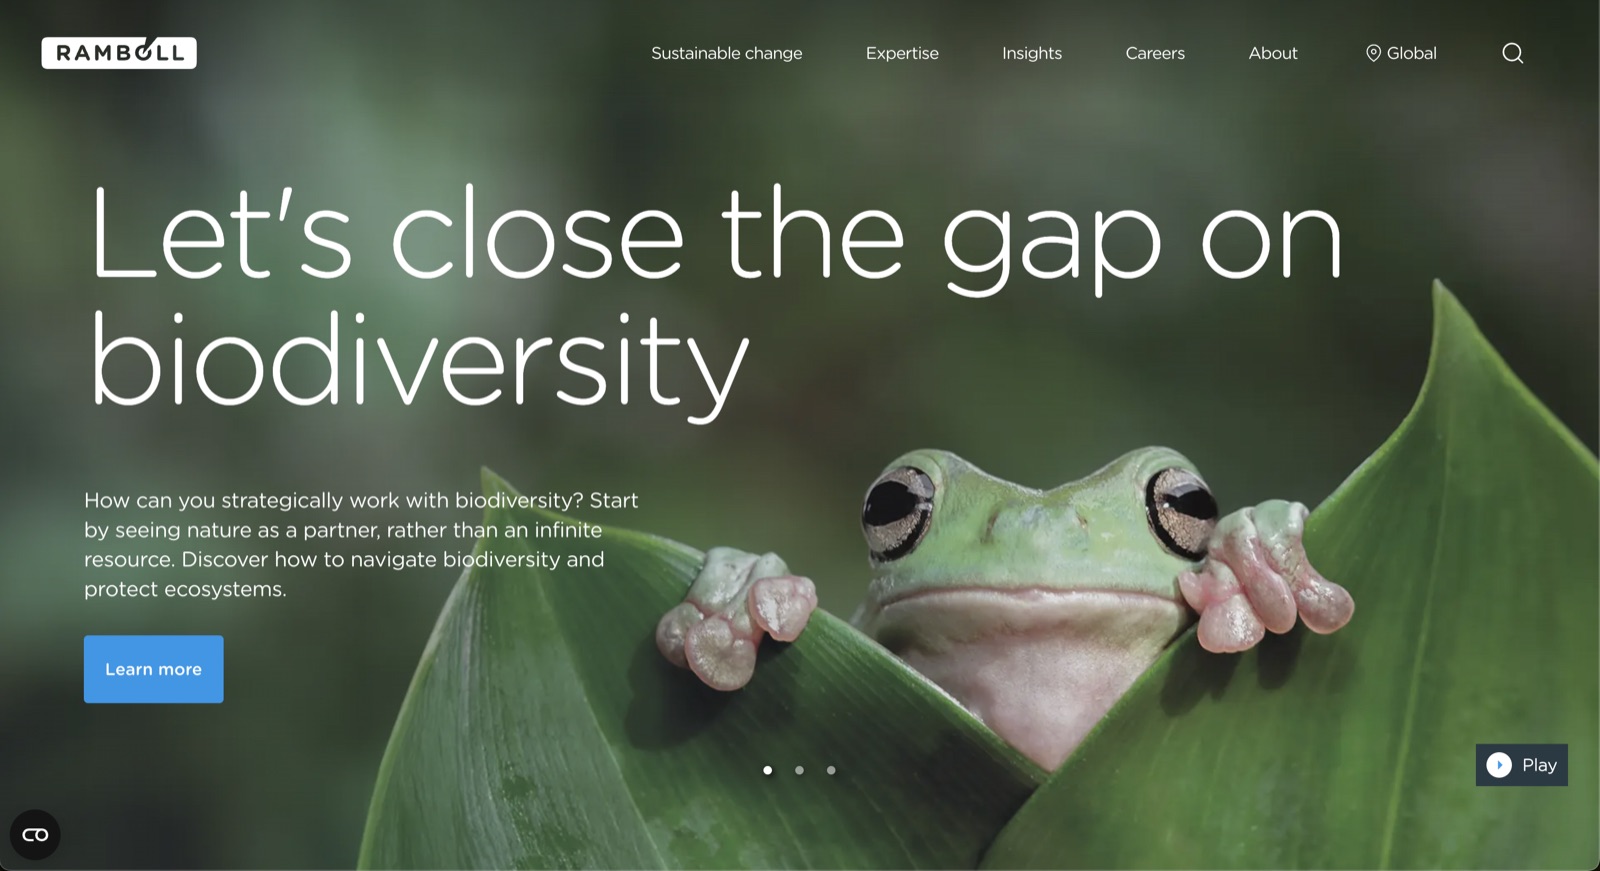 RAMBOLL
Sustainable change
Expertise
Insights
Careers
About
Global
Let's close the gap on
biodiversity
How can you strategically work with biodiversity? Start
by seeing nature as a partner, rather than an infinite
resource. Discover how to navigate biodiversity and
protect ecosystems.
Learn more
Play